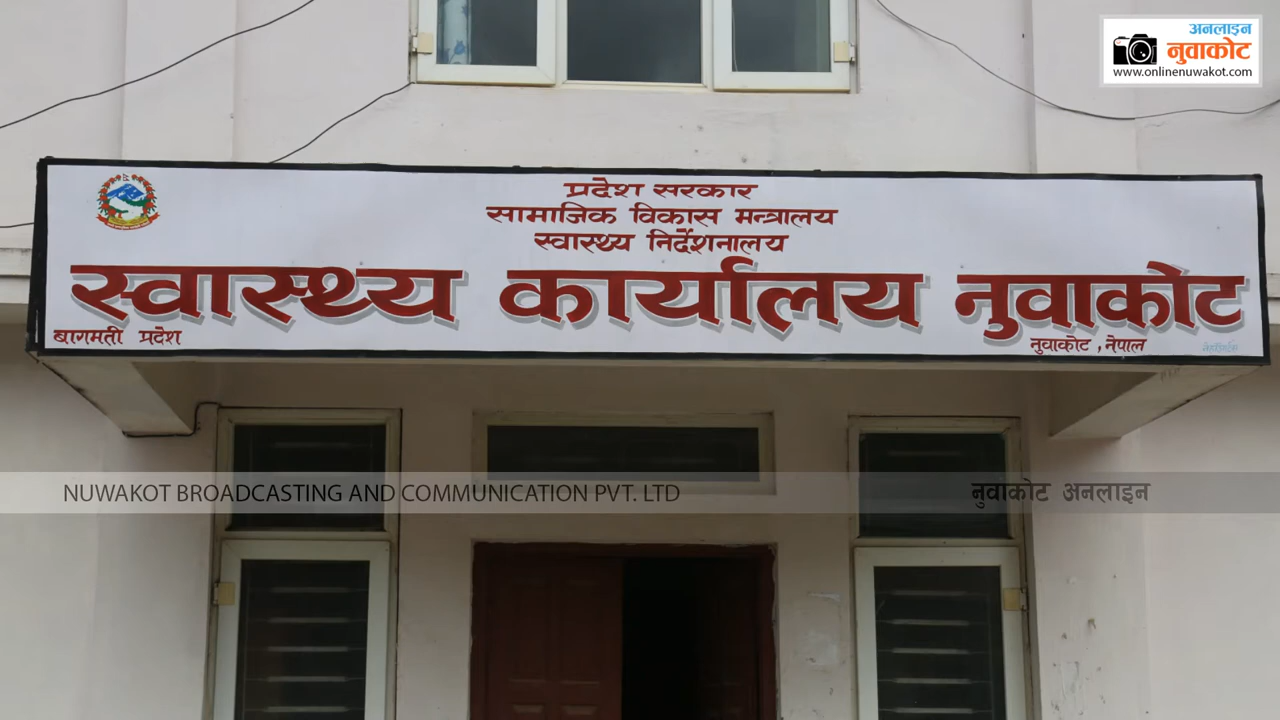 अनलाइन
नुवाकोट
www.onlinenuwakot.com
प्रदेश सरकार
सामाजिक विकास मन्त्रालय
स्वास्थ्य निर्देशनालय
स्वास्थ्य कार्यालय नुवाकोट
बागमती प्रदेश
नुवाकोट , नेपाल
NUWAKOT BROADCASTING AND COMMUNICATION PVT. LTD
नुवाकोट अनलाइन